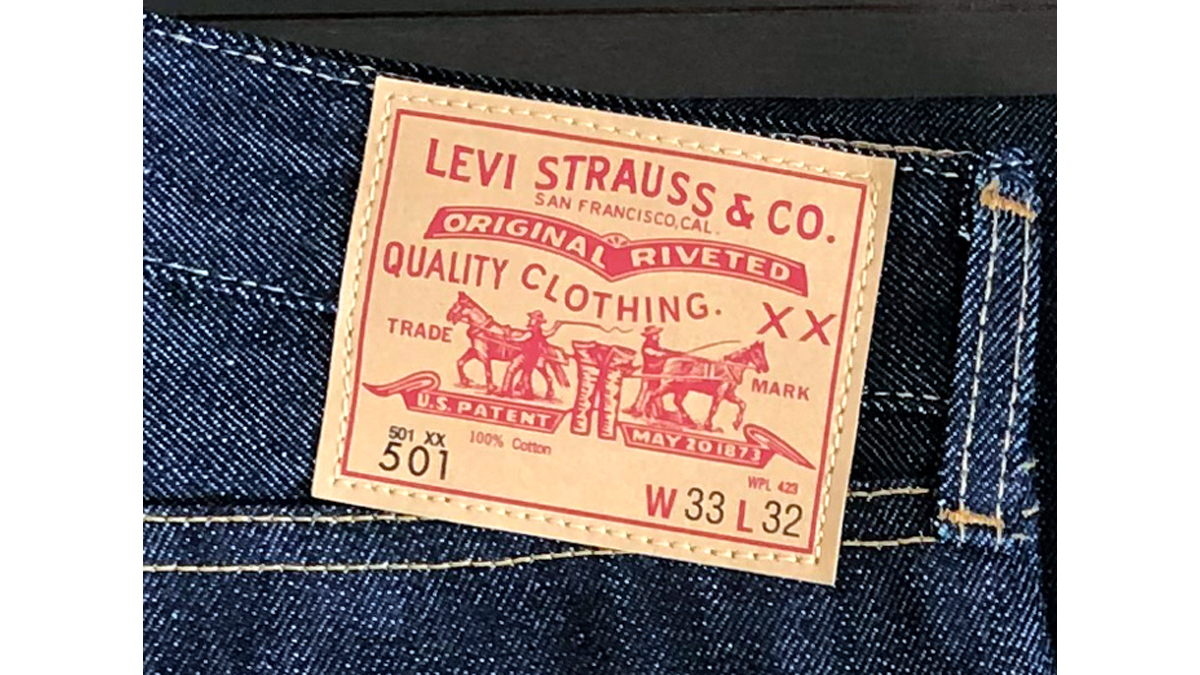 LEVI STRAUSS & CO.
SAN FRANCISCO, CAL.
ORIGINAL RIVETED
QUALITY CLOTHING.
XX
TRADE MARK
U.S. PATENT MAY 20 1873
501 XX 100% Cotton
501
WPL 423
W 33 L 32